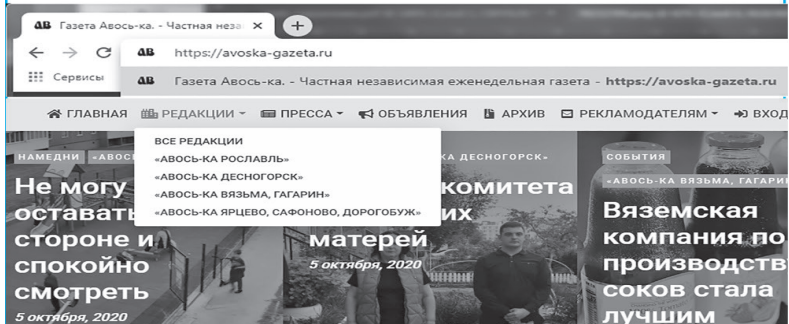 АВ Газета Авось-ка. - Частная неза
https://avoska-gazeta.ru
Сервисы
АВ Газета Авось-ка. - Частная независимая еженедельная газета - https://avoska-gazeta.ru
ГЛАВНАЯ РЕДАКЦИИ ПРЕССА ОБЪЯВЛЕНИЯ АРХИВ РЕКЛАМОДАТЕЛЯМ ВХОД
ВСЕ РЕДАКЦИИ
«АВОСЬ-КА РОСЛАВЛЬ»
«АВОСЬ-КА ДЕСНОГОРСК»
«АВОСЬ-КА ВЯЗЬМА, ГАГАРИН»
«АВОСЬ-КА ЯРЦЕВО, САФОНОВО, ДОРОГОБУЖ»
НАМЕДНИ
Не могу
стороне и
спокойно
смотреть
5 октября, 2020
КА ДЕСНОГОРСК»
комитета
их
матерей
5 октября, 2020
СОБЫТИЯ
«АВОСЬ-КА ВЯЗЬМА, ГАГАРИ
Вяземская
компания по
производств
соков стала
лучшим